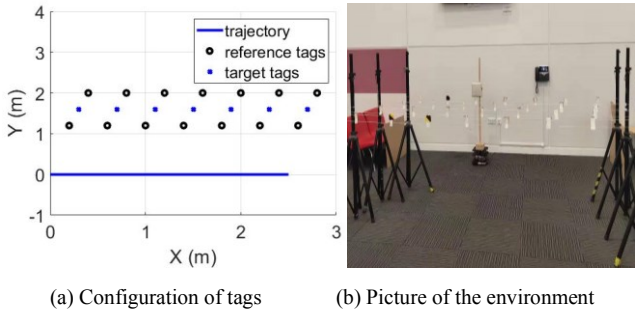 4
3
2
1
0
-1
Y (m)
trajectory
reference tags
target tags
0
1
2
3
X (m)
(a) Configuration of tags
(b) Picture of the environment